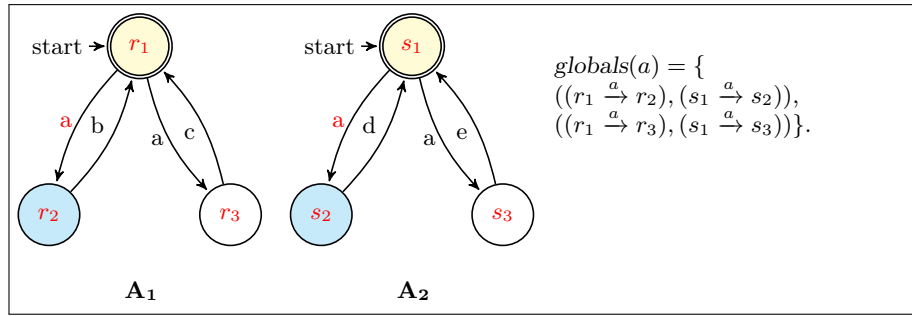 start r₁ start s₁
globals(a) = {
((r₁ →ᵃ r₂), (s₁ →ᵃ s₂)),
((r₁ →ᵃ r₃), (s₁ →ᵃ s₃))}.
a b a c a d a e
r₂ r₃ s₂ s₃
A₁ A₂